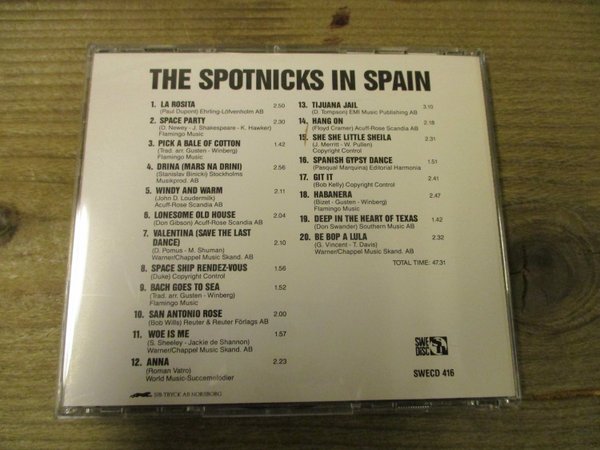 THE SPOTNICKS IN SPAIN
1. LA ROSITA 2.50
(Paul Dupont) Ehrling-Löfvenholm AB
2. SPACE PARTY 2.30
(D. Newey - J. Shakespeare - K. Hawker)
Flamingo Music
3. PICK A BALE OF COTTON 1.42
(Trad. arr: Gusten - Winberg)
Flamingo Music
4. DRINA (MARS NA DRINI) 2.56
(Stanislav Binicki) Stockholms
Musikprod. AB
5. WINDY AND WARM 2.11
(John D. Loudermilk)
Acuff-Rose Scandia AB
6. LONESOME OLD HOUSE 2.04
(Don Gibson) Acuff-Rose Scandia AB
7. VALENTINA (SAVE THE LAST
DANCE) 2.10
(D. Pomus - M. Shuman)
Warner/Chappel Music Skand. AB
8. SPACE SHIP RENDEZ-VOUS 1.56
(Duke) Copyright Control
9. BACH GOES TO SEA 1.52
(Trad. arr: Gusten - Winberg)
Flamingo Music
10. SAN ANTONIO ROSE 2.00
(Bob Wills) Reuter & Reuter Förlags AB
11. WOE IS ME 1.57
(S. Sheeley - Jackie de Shannon)
Warner/Chappel Music Skand. AB
12. ANNA 2.23
(Roman Vatro)
World Music-Succemelodier
SIB-TRYCK AB NORSBORG
13. TIJUANA JAIL 3.10
(D. Tompson) EMI Music Publishing AB
14. HANG ON 2.18
(Floyd Cramer) Acuff-Rose Scandia AB
15. SHE SHE LITTLE SHEILA 2.31
(J. Merritt - W. Pullen)
Copyright Control
16. SPANISH GYPSY DANCE 1.51
(Pasqual Marquina) Editorial Harmonia
17. GIT IT 2.41
(Bob Kelly) Copyright Control
18. HABANERA 2.47
(Bizet - Gusten - Winberg)
Flamingo Music
19. DEEP IN THE HEART OF TEXAS 1.42
(Don Swander) Southern Music AB
20. BE BOP A LULA 2.32
(G. Vincent - T. Davis)
Warner/Chappel Music Skand. AB
TOTAL TIME: 47.31
SWE
DISC
SWECD 416